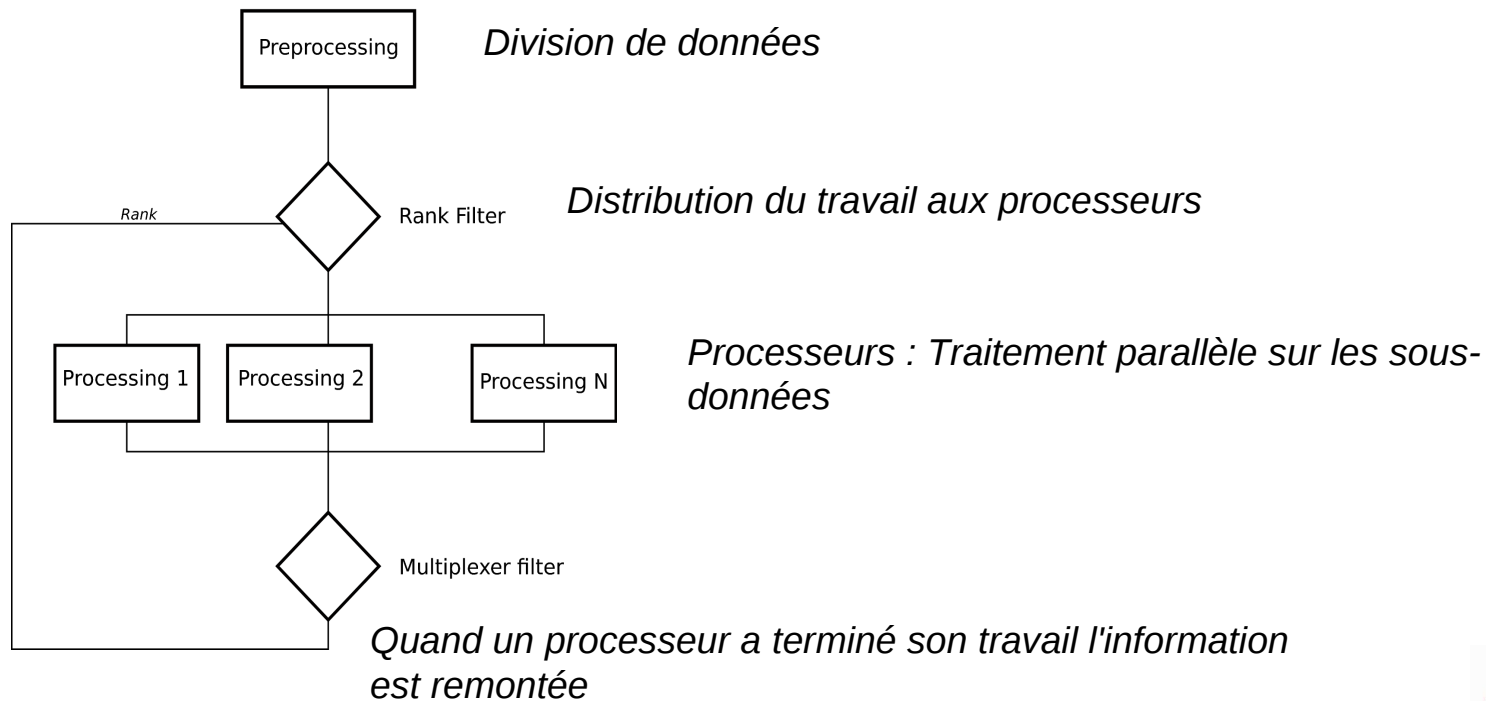 Preprocessing
Division de données
Rank
Rank Filter
Distribution du travail aux processeurs
Processing 1
Processing 2
Processing N
Processeurs : Traitement parallèle sur les sous-
données
Multiplexer filter
Quand un processeur a terminé son travail l'information
est remontée